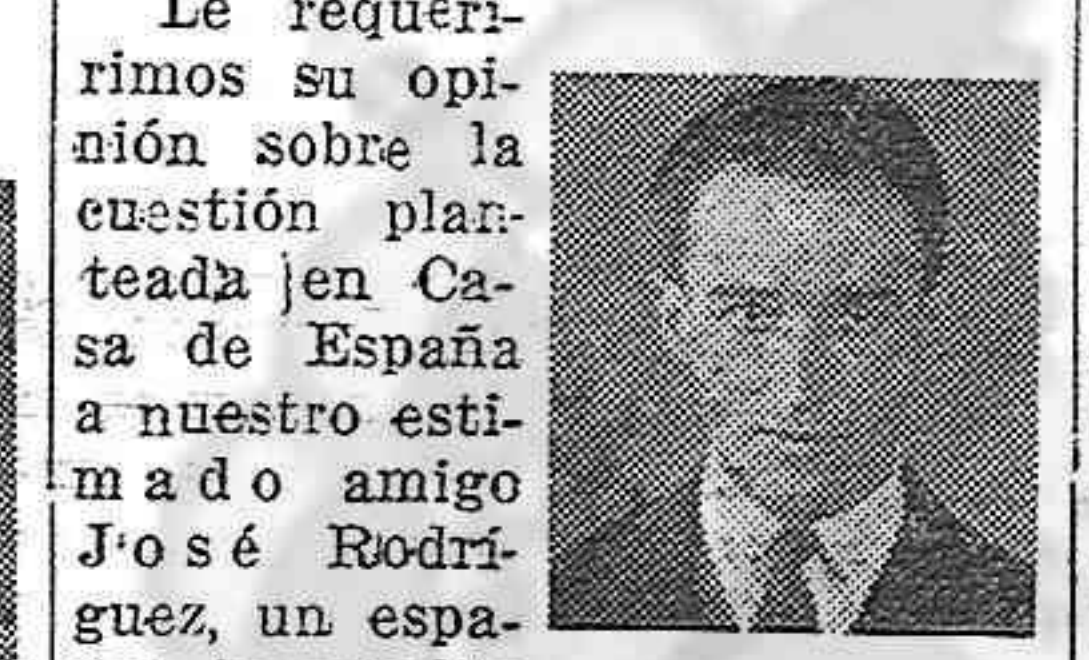 Le requeri-
rimos su opi-
nión sobre la
cuestión plan-
teada en Ca-
sa de España
a nuestro esti-
mado amigo
José Rodrí-
guez, un espa-